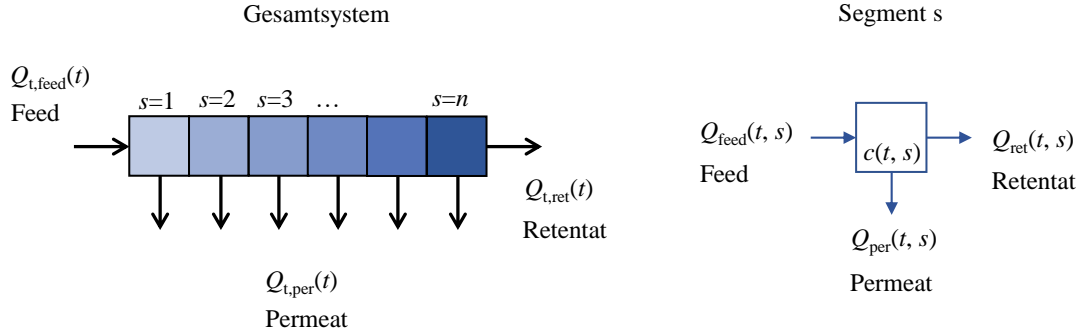 Gesamtsystem
Q_t,feed(t)
Feed
s=1 s=2 s=3 … s=n
Q_t,ret(t)
Retentat
Q_t,per(t)
Permeat
Segment s
Q_feed(t, s)
Feed
c(t, s)
Q_ret(t, s)
Retentat
Q_per(t, s)
Permeat